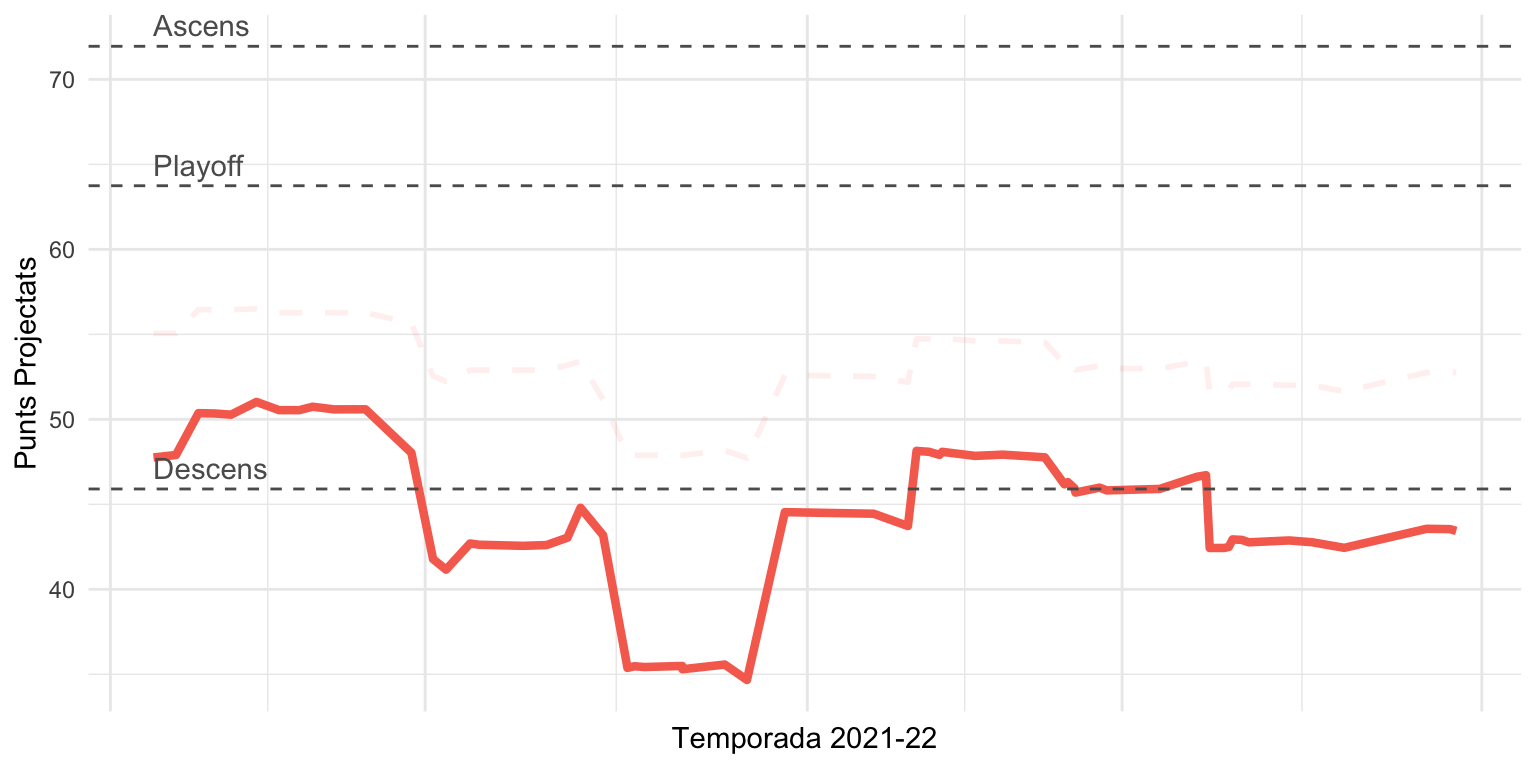 Ascens
70
Playoff
60
Punts Projectats
50
Descens
40
Temporada 2021-22